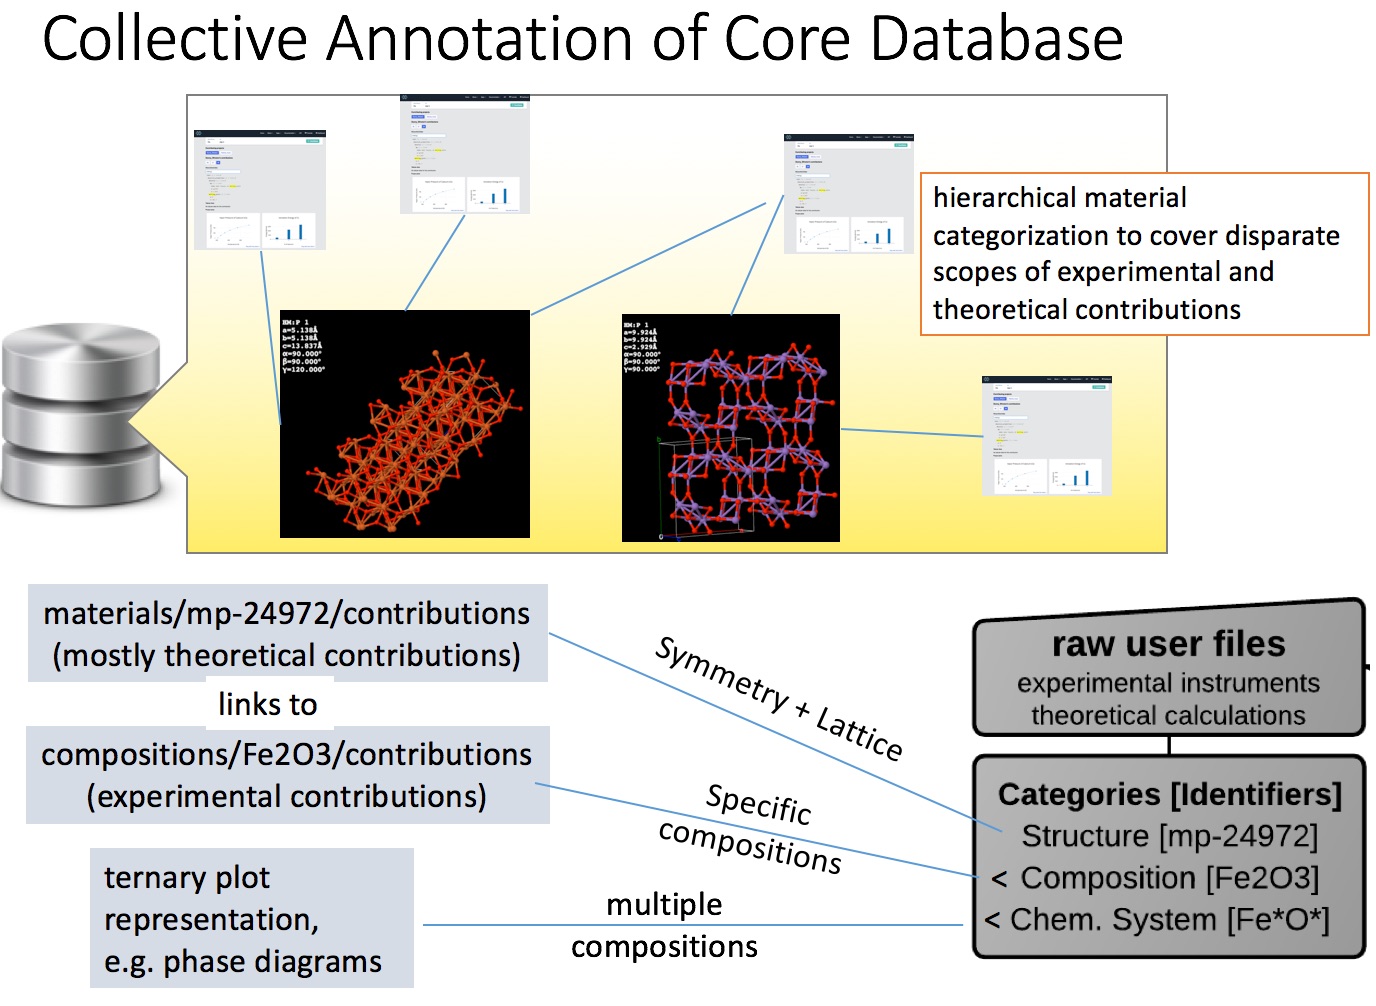 Collective Annotation of Core Database
hierarchical material
categorization to cover disparate
scopes of experimental and
theoretical contributions
HM:P 1
a=5.138Å
b=5.138Å
c=13.837Å
α=90.000°
β=90.000°
γ=120.000°
HM:P 1
a=9.924Å
b=9.924Å
c=2.929Å
α=90.000°
β=90.000°
γ=90.000°
materials/mp-24972/contributions
(mostly theoretical contributions)
links to
compositions/Fe2O3/contributions
(experimental contributions)
ternary plot
representation,
e.g. phase diagrams
Symmetry + Lattice
Specific
compositions
multiple
compositions
raw user files
experimental instruments
theoretical calculations
Categories [Identifiers]
Structure [mp-24972]
< Composition [Fe2O3]
< Chem. System [Fe*O*]